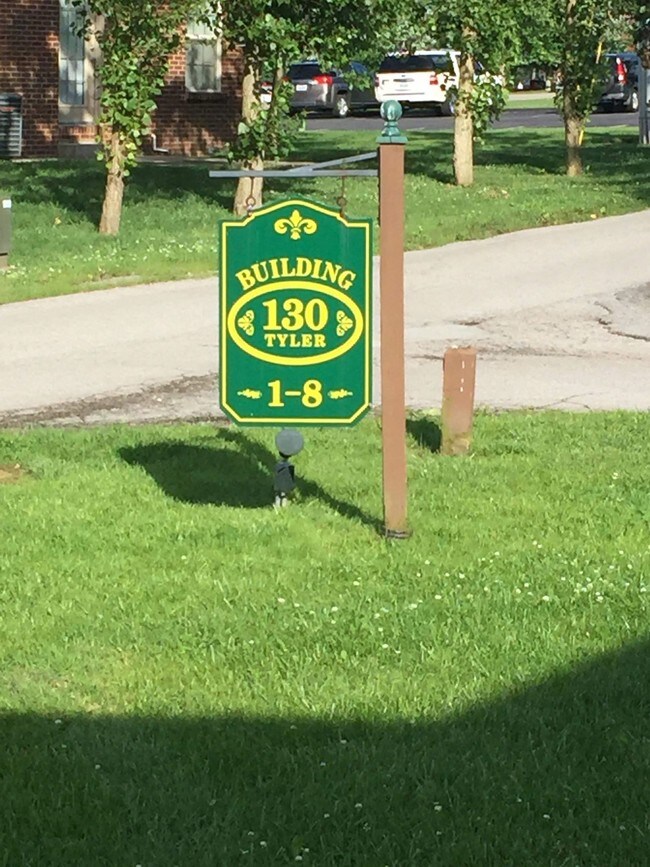 BUILDING
130
TYLER
1-8